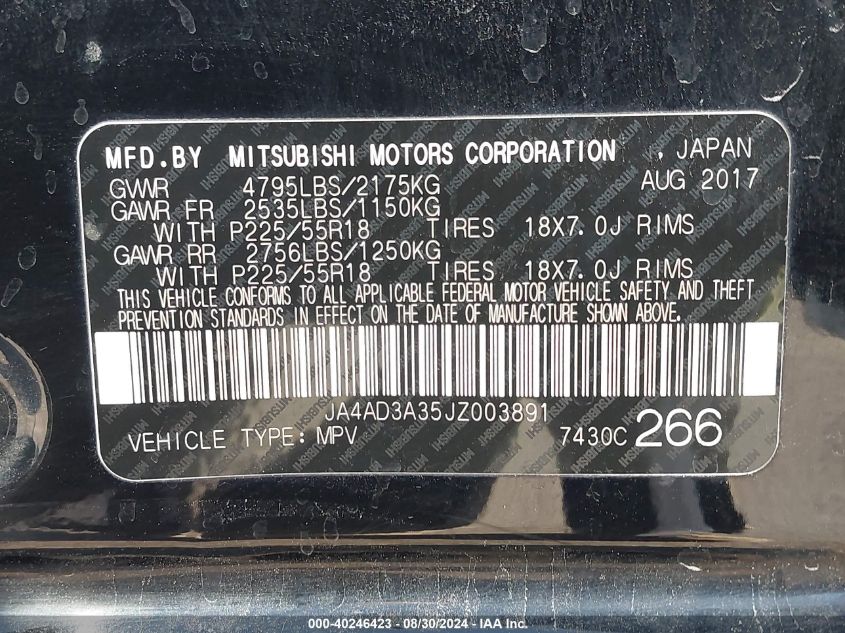 MFD.BY MITSUBISHI MOTORS CORPORATION , JAPAN
GVWR 4795LBS/2175KG AUG 2017
GAWR FR 2535LBS/1150KG
WITH P225/55R18 TIRES 18X7.0J RIMS
GAWR RR 2756LBS/1250KG
WITH P225/55R18 TIRES 18X7.0J RIMS
THIS VEHICLE CONFORMS TO ALL APPLICABLE FEDERAL MOTOR VEHICLE SAFETY AND THEFT
PREVENTION STANDARDS IN EFFECT ON THE DATE OF MANUFACTURE SHOWN ABOVE.
JA4AD3A35JZ003891
VEHICLE TYPE:MPV 7430C 266
000-40246423 - 08/30/2024 - IAA Inc.